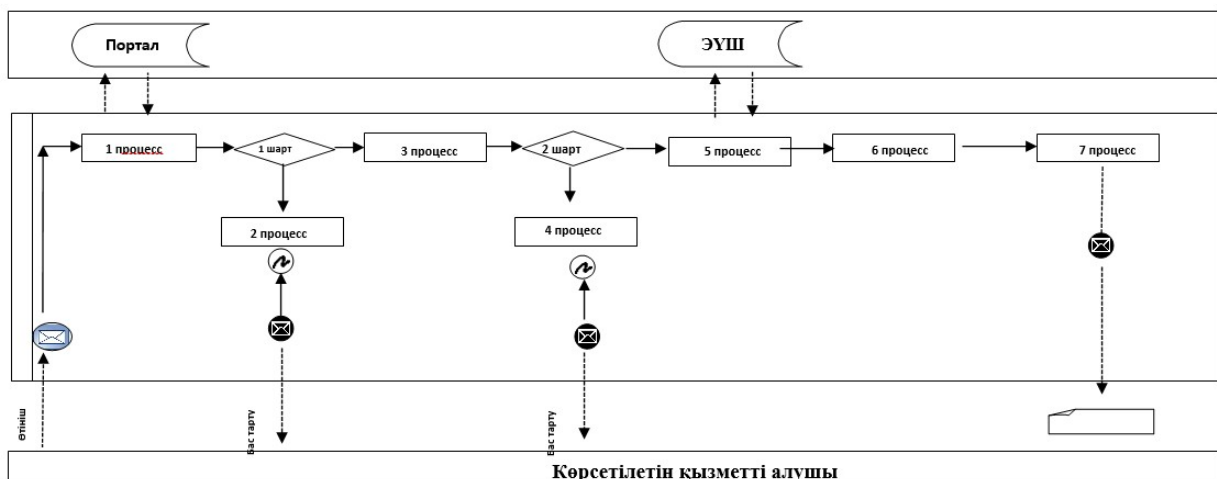 Портал
ЭҮШ
1 процесс
1 шарт
3 процесс
2 шарт
5 процесс
6 процесс
7 процесс
2 процесс
4 процесс
Өтініш
Бас тарту
Бас тарту
Көрсетілетін қызметті алушы